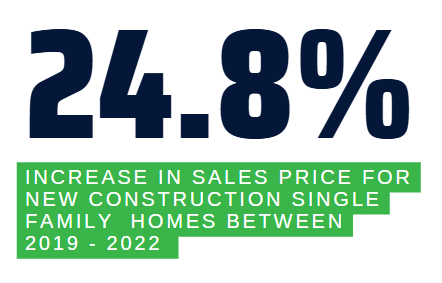 24.8%
INCREASE IN SALES PRICE FOR
NEW CONSTRUCTION SINGLE
FAMILY  HOMES BETWEEN
2019 - 2022